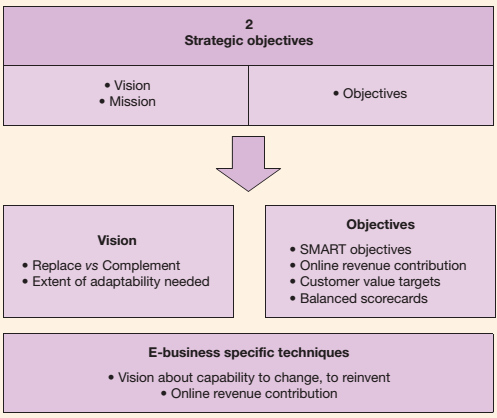 2
Strategic objectives
• Vision
• Mission
• Objectives
Vision
• Replace vs Complement
• Extent of adaptability needed
Objectives
• SMART objectives
• Online revenue contribution
• Customer value targets
• Balanced scorecards
E-business specific techniques
• Vision about capability to change, to reinvent
• Online revenue contribution